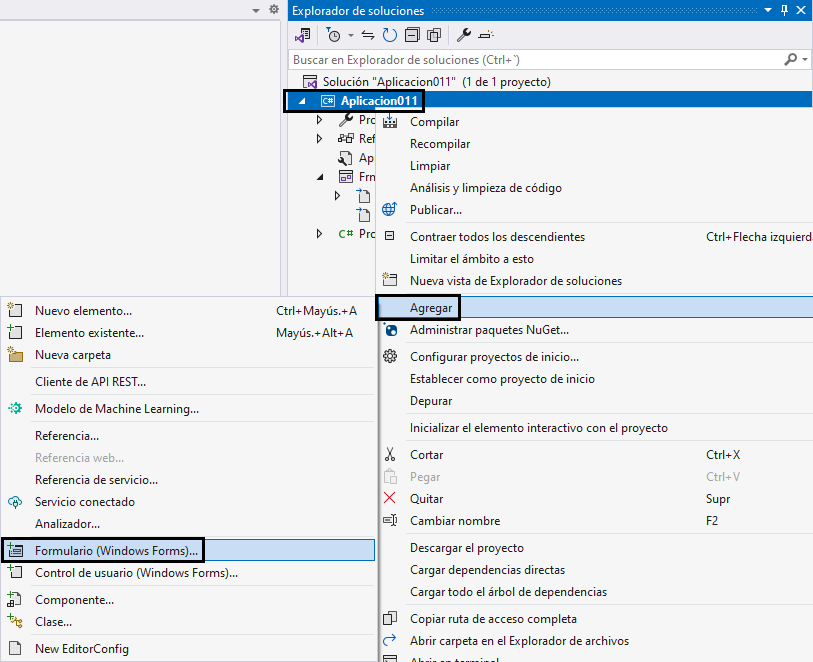 Explorador de soluciones
Buscar en Explorador de soluciones (Ctrl+`)
Solución "Aplicacion011" (1 de 1 proyecto)
C# Aplicacion011
Pro
Ref
Ap
Frn
C# Pro
Compilar
Recompilar
Limpiar
Análisis y limpieza de código
Publicar...
Contraer todos los descendientes Ctrl+Flecha izquierd
Limitar el ámbito a esto
Nueva vista de Explorador de soluciones
Agregar
Administrar paquetes NuGet...
Configurar proyectos de inicio...
Establecer como proyecto de inicio
Depurar
Inicializar el elemento interactivo con el proyecto
Cortar Ctrl+X
Pegar Ctrl+V
Quitar Supr
Cambiar nombre F2
Descargar el proyecto
Cargar dependencias directas
Cargar todo el árbol de dependencias
Copiar ruta de acceso completa
Abrir carpeta en el Explorador de archivos
Abrir en terminal
Nuevo elemento... Ctrl+Mayús.+A
Elemento existente... Mayús.+Alt+A
Nueva carpeta
Cliente de API REST...
Modelo de Machine Learning...
Referencia...
Referencia web...
Referencia de servicio...
Servicio conectado
Analizador...
Formulario (Windows Forms)...
Control de usuario (Windows Forms)...
Componente...
Clase...
New EditorConfig